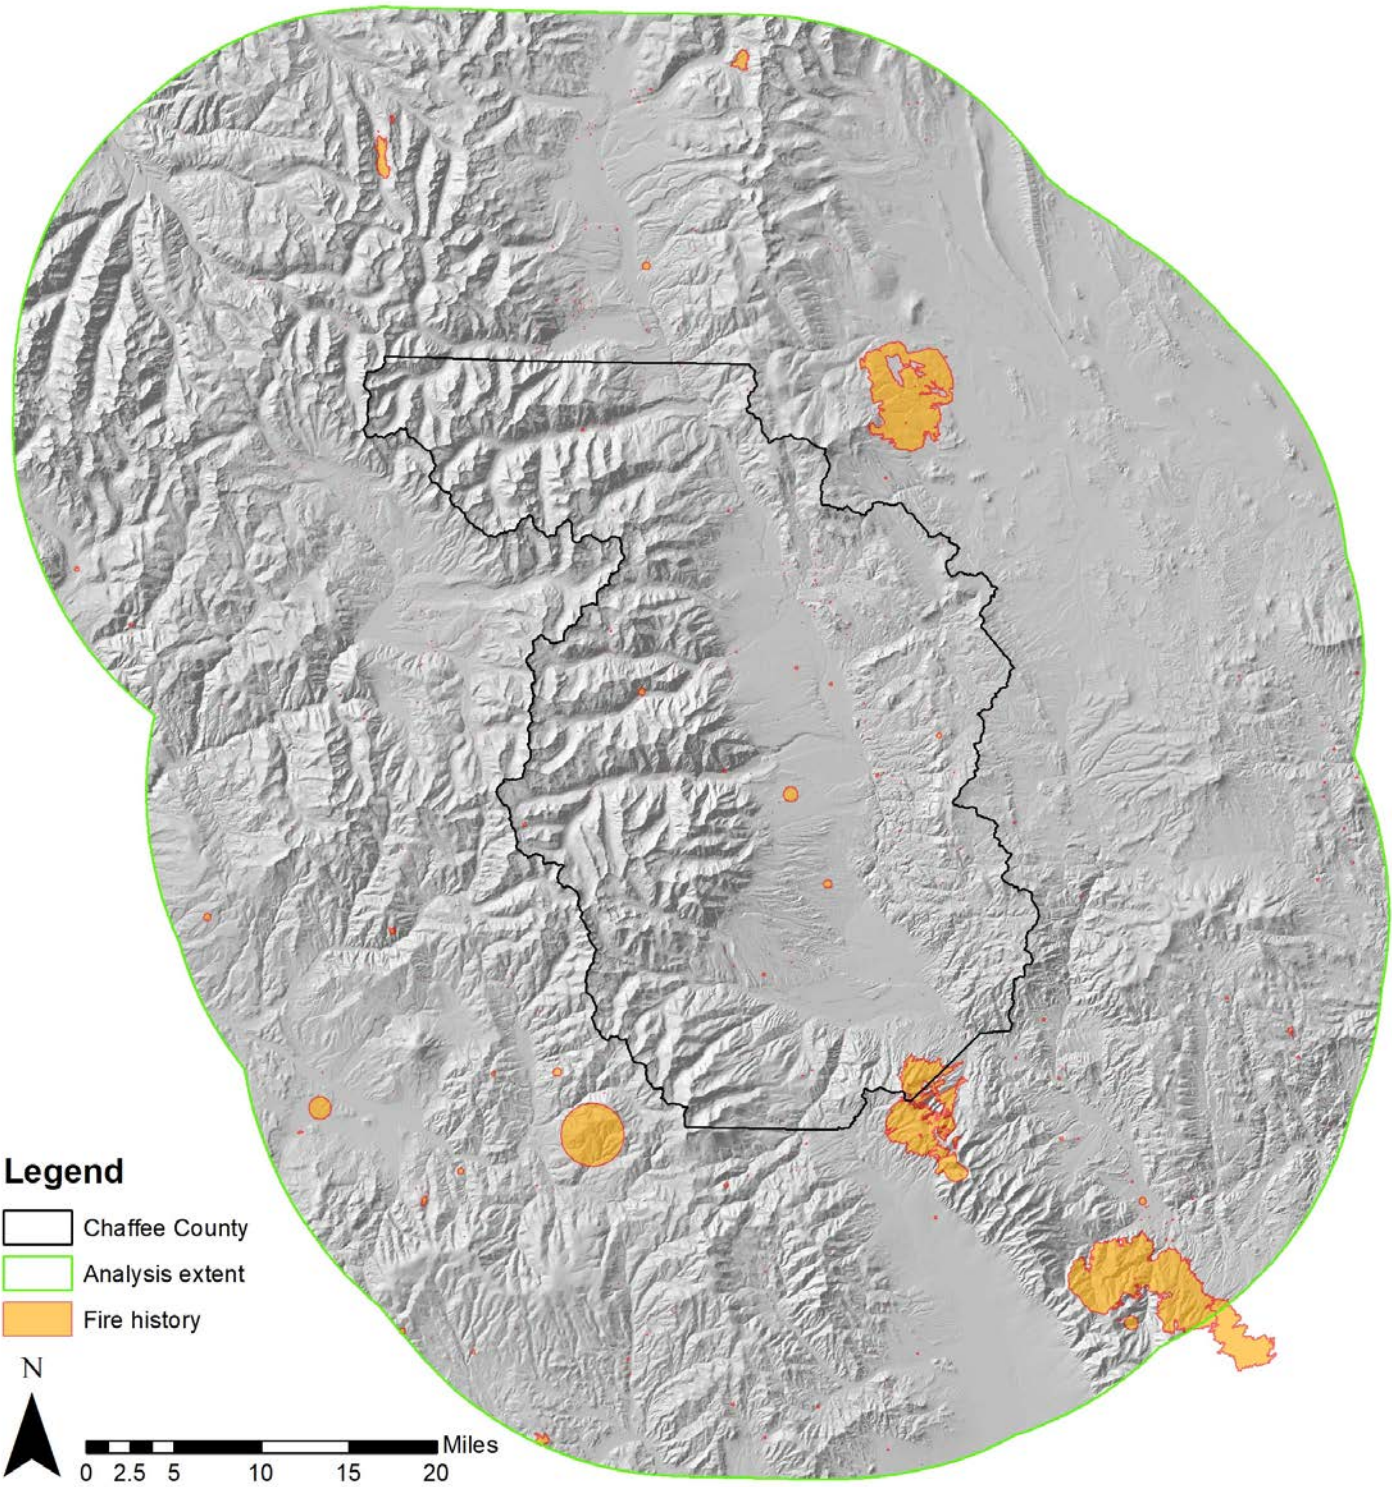 Legend
Chaffee County
Analysis extent
Fire history
N
Miles
0 2.5 5 10 15 20